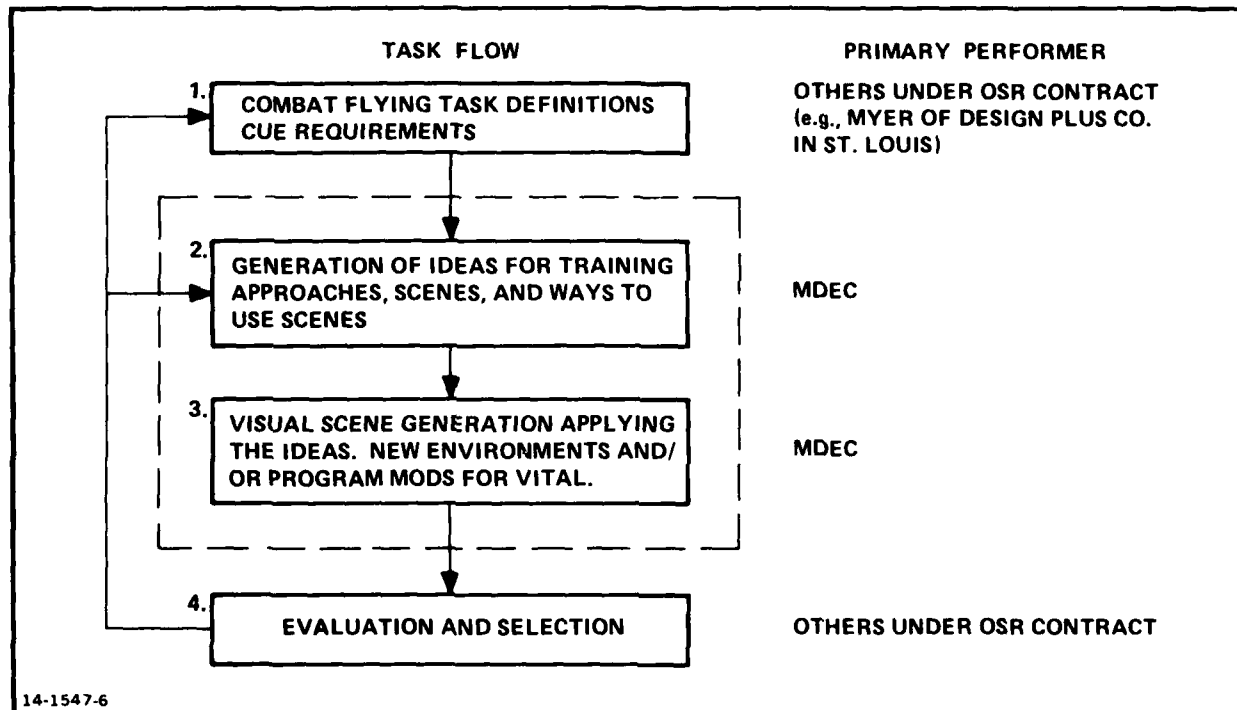 TASK FLOW
PRIMARY PERFORMER
1.
COMBAT FLYING TASK DEFINITIONS
CUE REQUIREMENTS
OTHERS UNDER OSR CONTRACT
(e.g., MYER OF DESIGN PLUS CO.
IN ST. LOUIS)
2.
GENERATION OF IDEAS FOR TRAINING
APPROACHES, SCENES, AND WAYS TO
USE SCENES
MDEC
3.
VISUAL SCENE GENERATION APPLYING
THE IDEAS. NEW ENVIRONMENTS AND/
OR PROGRAM MODS FOR VITAL.
MDEC
4.
EVALUATION AND SELECTION
OTHERS UNDER OSR CONTRACT
14-1547-6